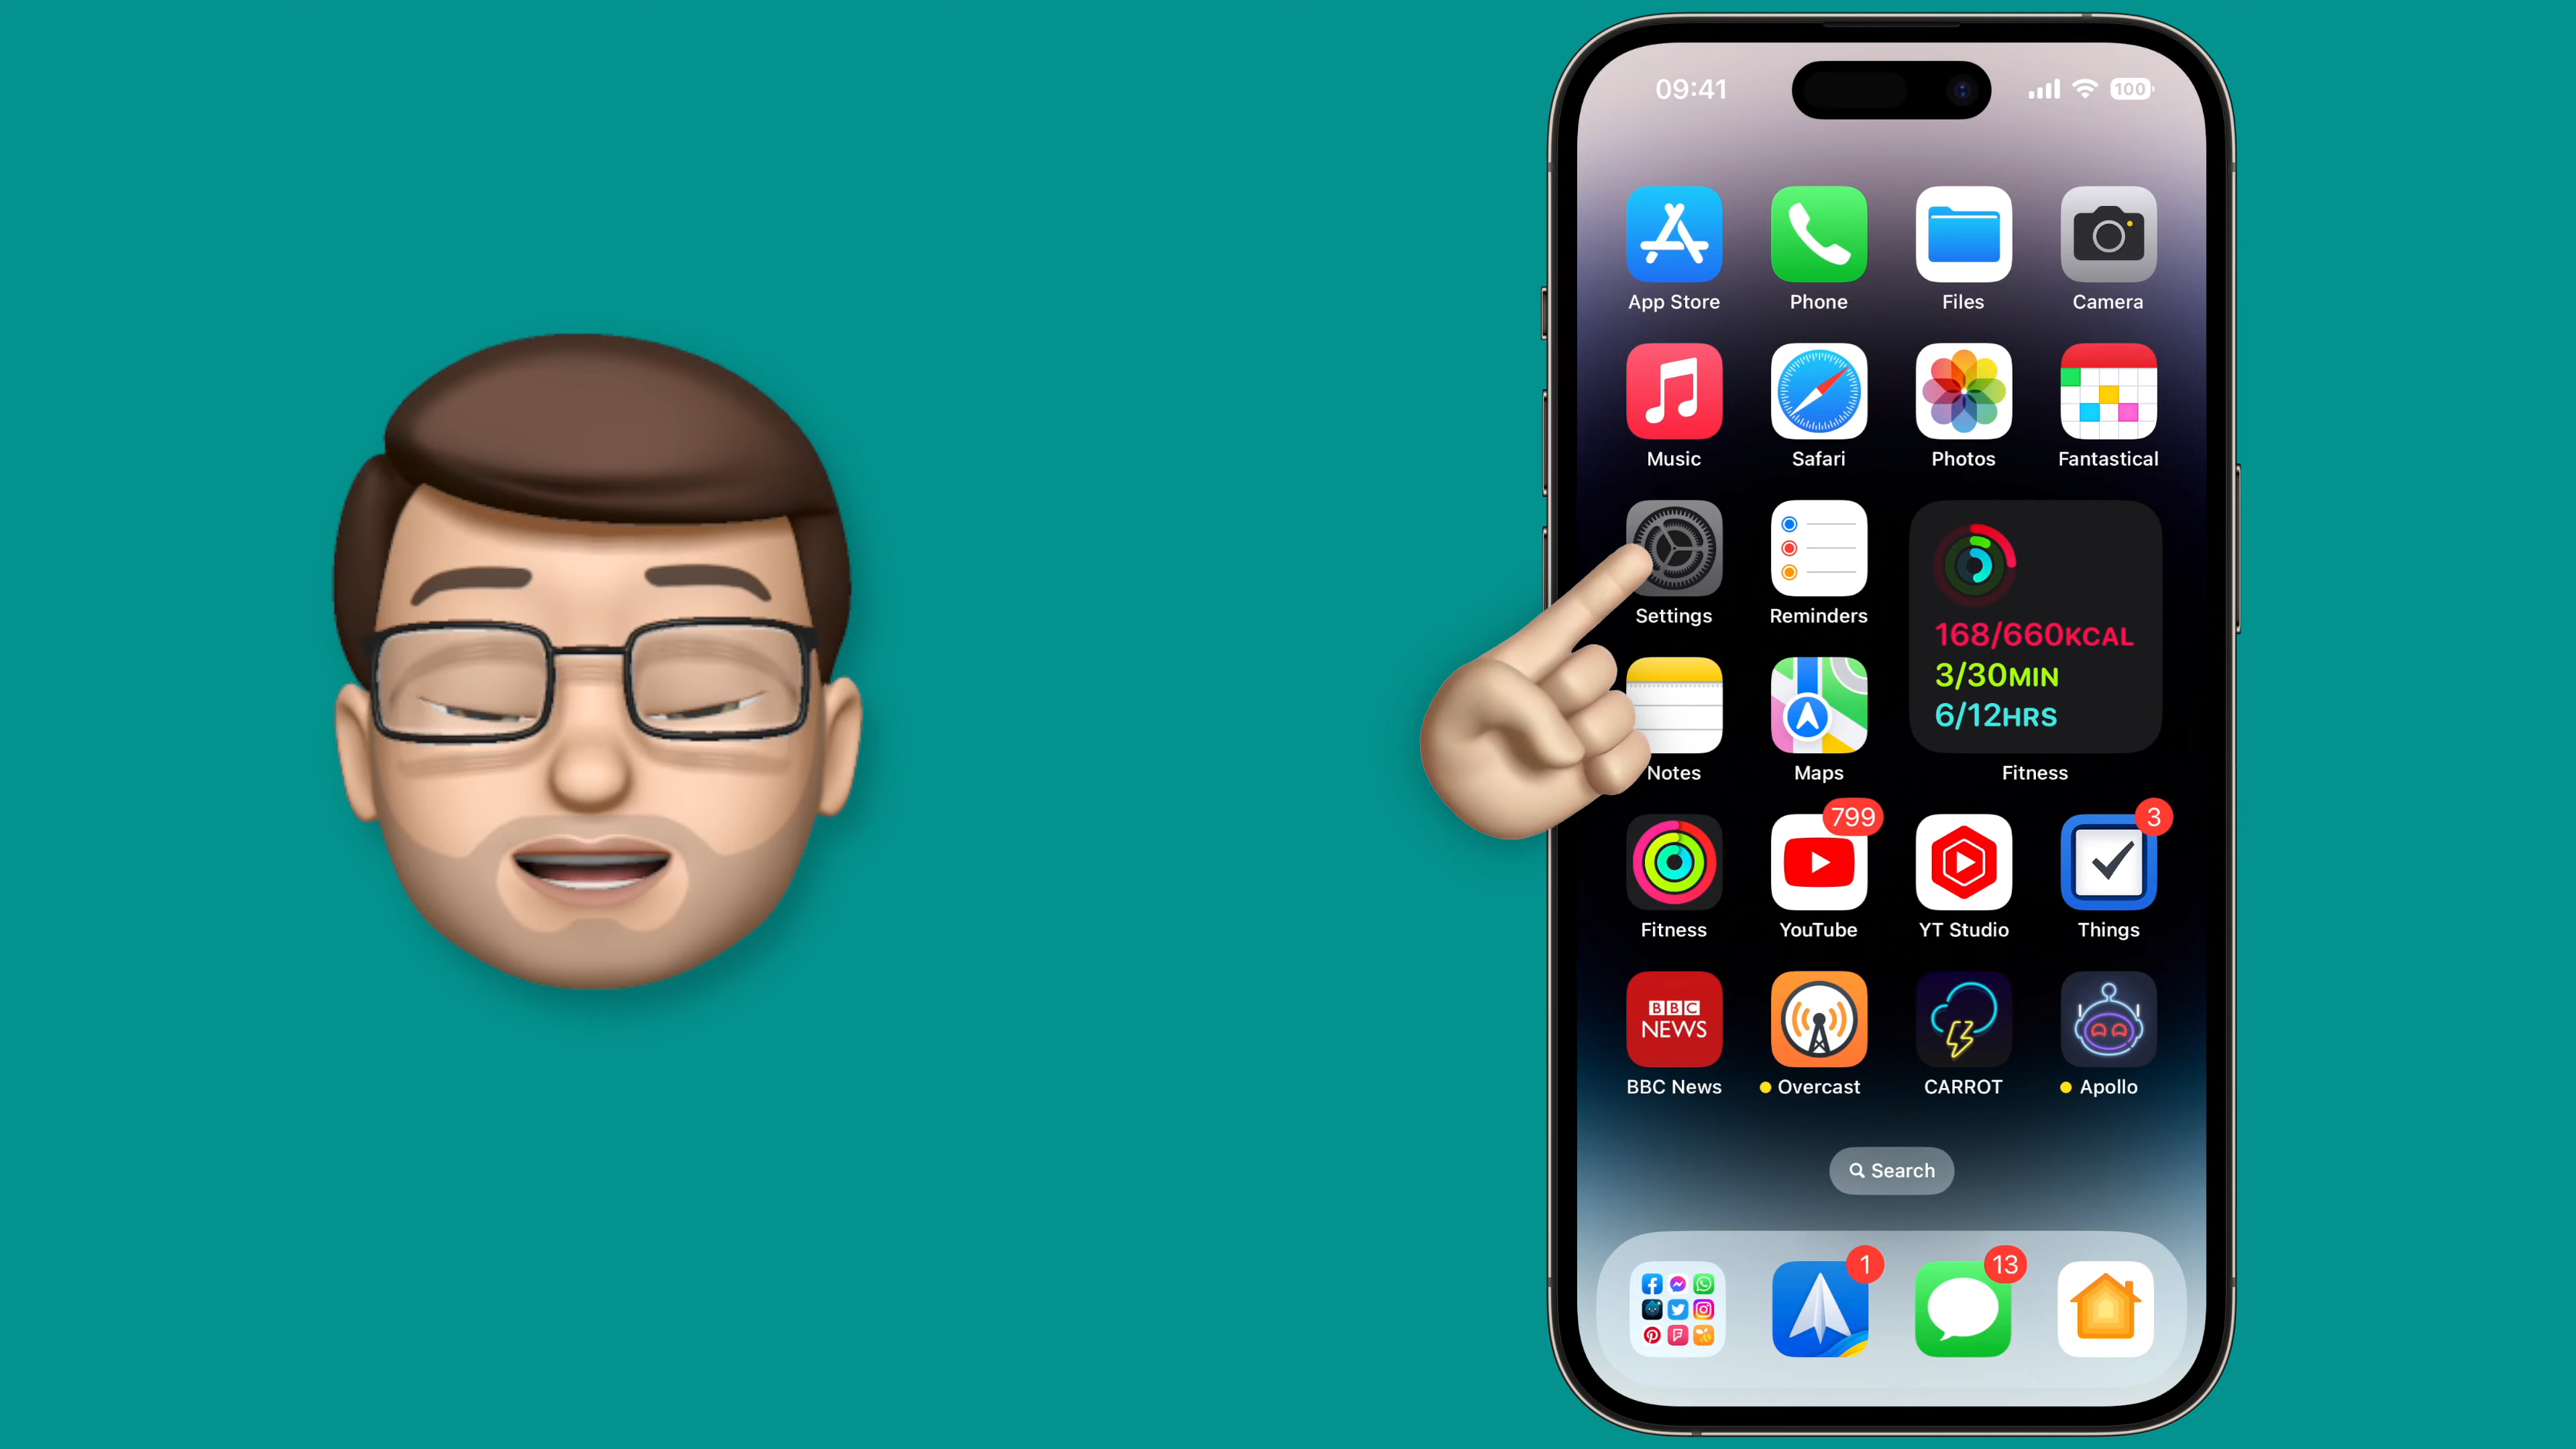 09:41
100
App Store
Phone
Files
Camera
Music
Safari
Photos
Fantastical
Settings
Reminders
168/660KCAL
3/30MIN
6/12HRS
Notes
Maps
Fitness
799
3
Fitness
YouTube
YT Studio
Things
BBC
NEWS
BBC News
Overcast
CARROT
Apollo
Search
1
13